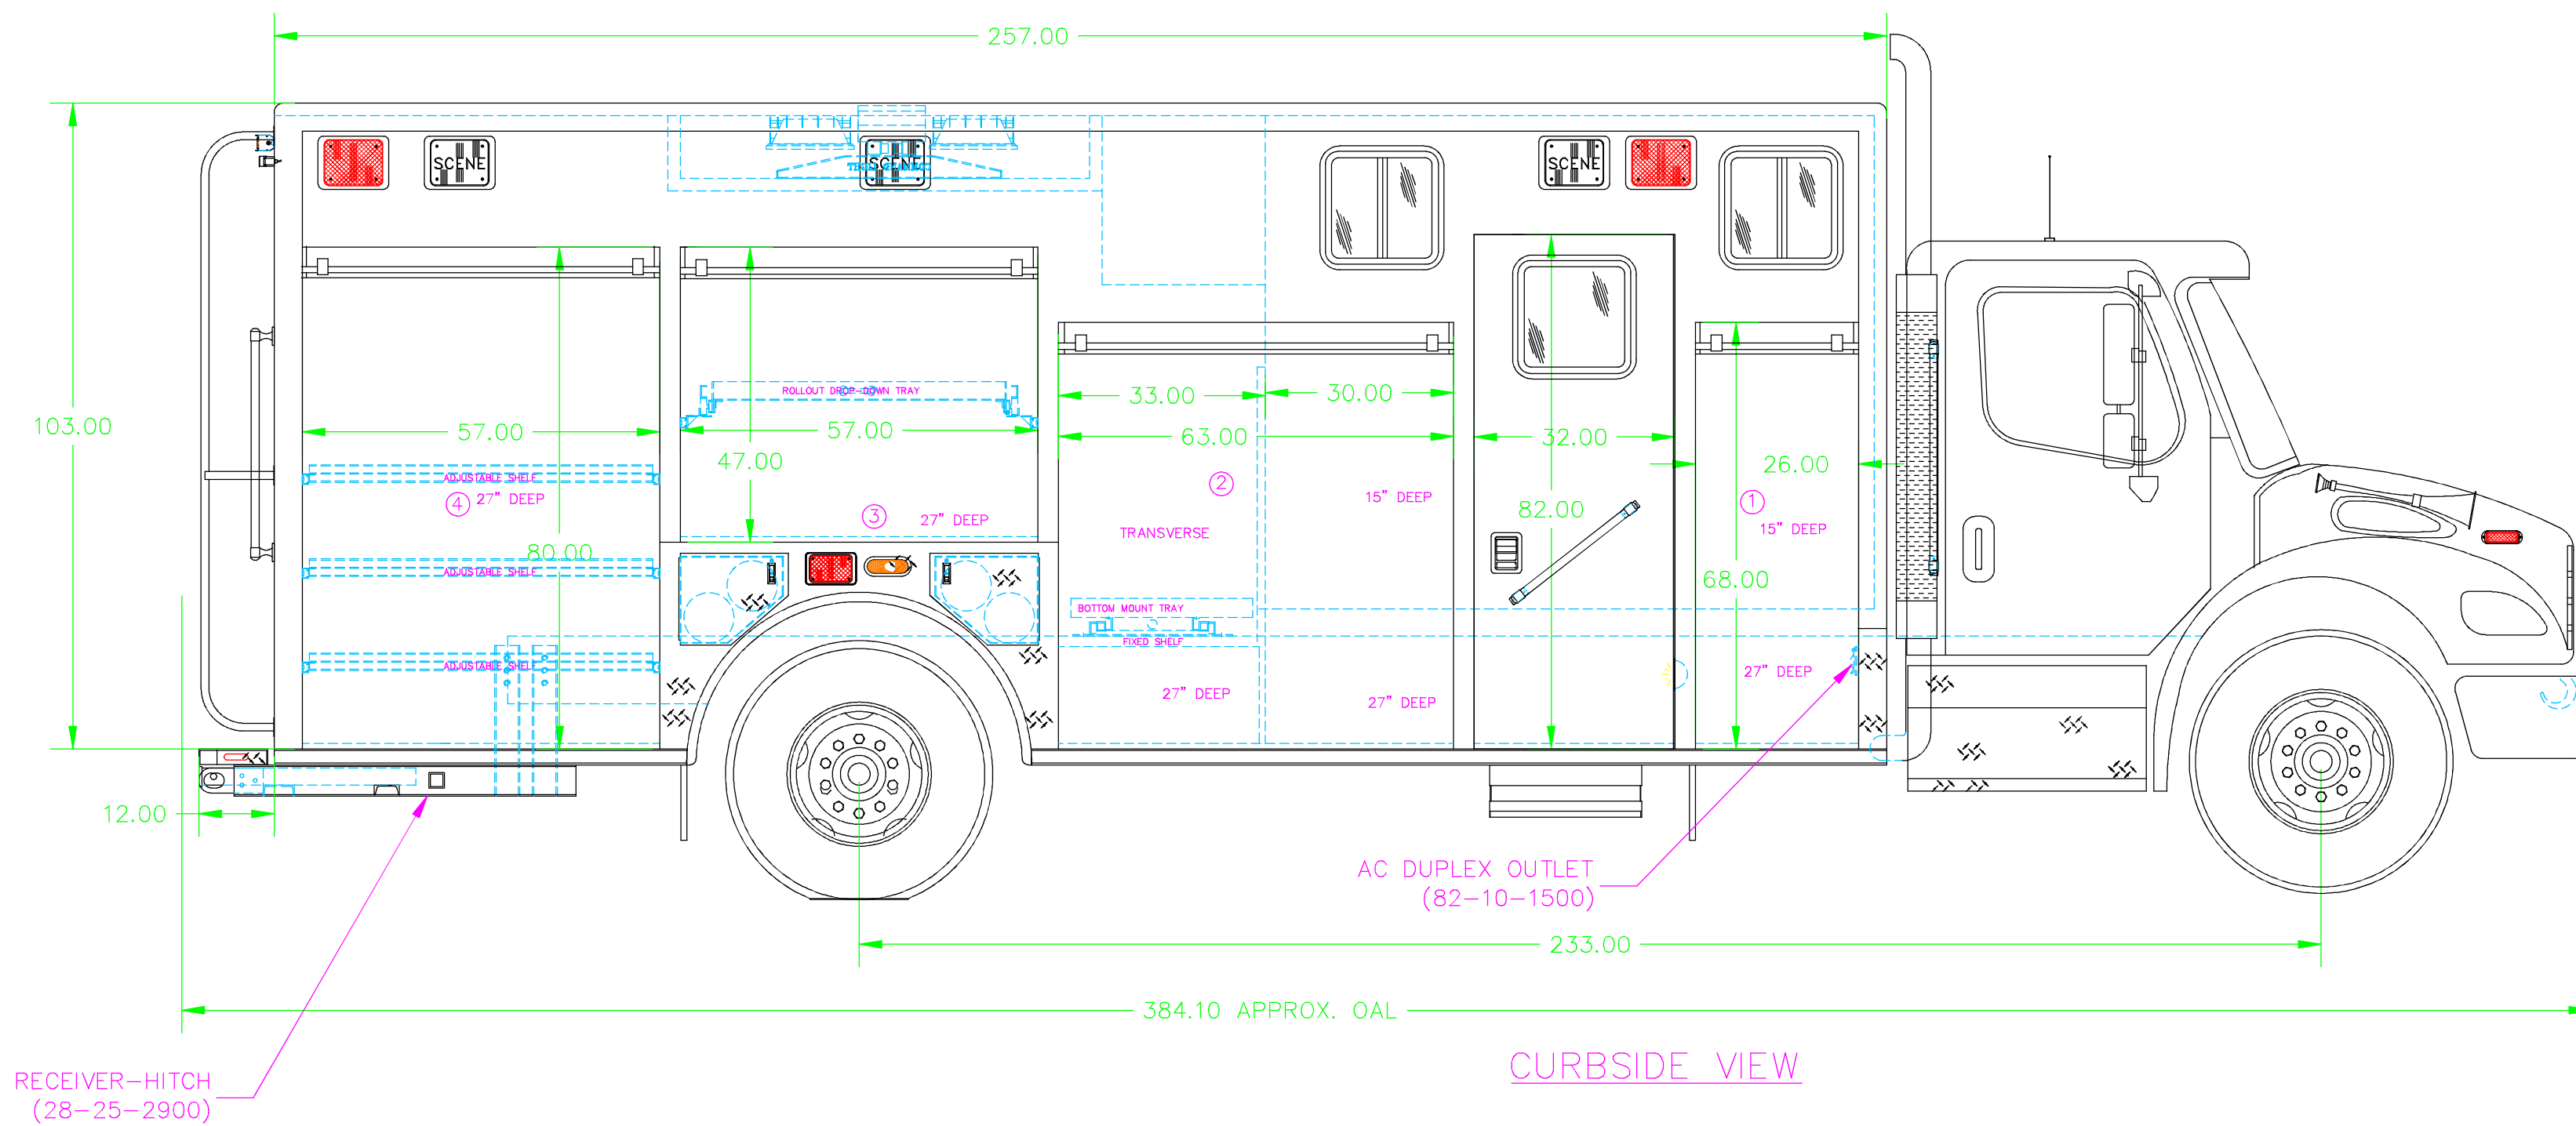 257.00
SCENE
SCENE
SCENE
103.00
ROLLOUT DROP-DOWN TRAY
33.00
30.00
57.00
57.00
63.00
32.00
47.00
26.00
ADJUSTABLE SHELF
④ 27" DEEP
③ 27" DEEP
②
15" DEEP
①
15" DEEP
TRANSVERSE
82.00
80.00
ADJUSTABLE SHELF
68.00
BOTTOM MOUNT TRAY
FIXED SHELF
ADJUSTABLE SHELF
27" DEEP
27" DEEP
27" DEEP
12.00
AC DUPLEX OUTLET
(82-10-1500)
233.00
384.10 APPROX. OAL
CURBSIDE VIEW
RECEIVER-HITCH
(28-25-2900)